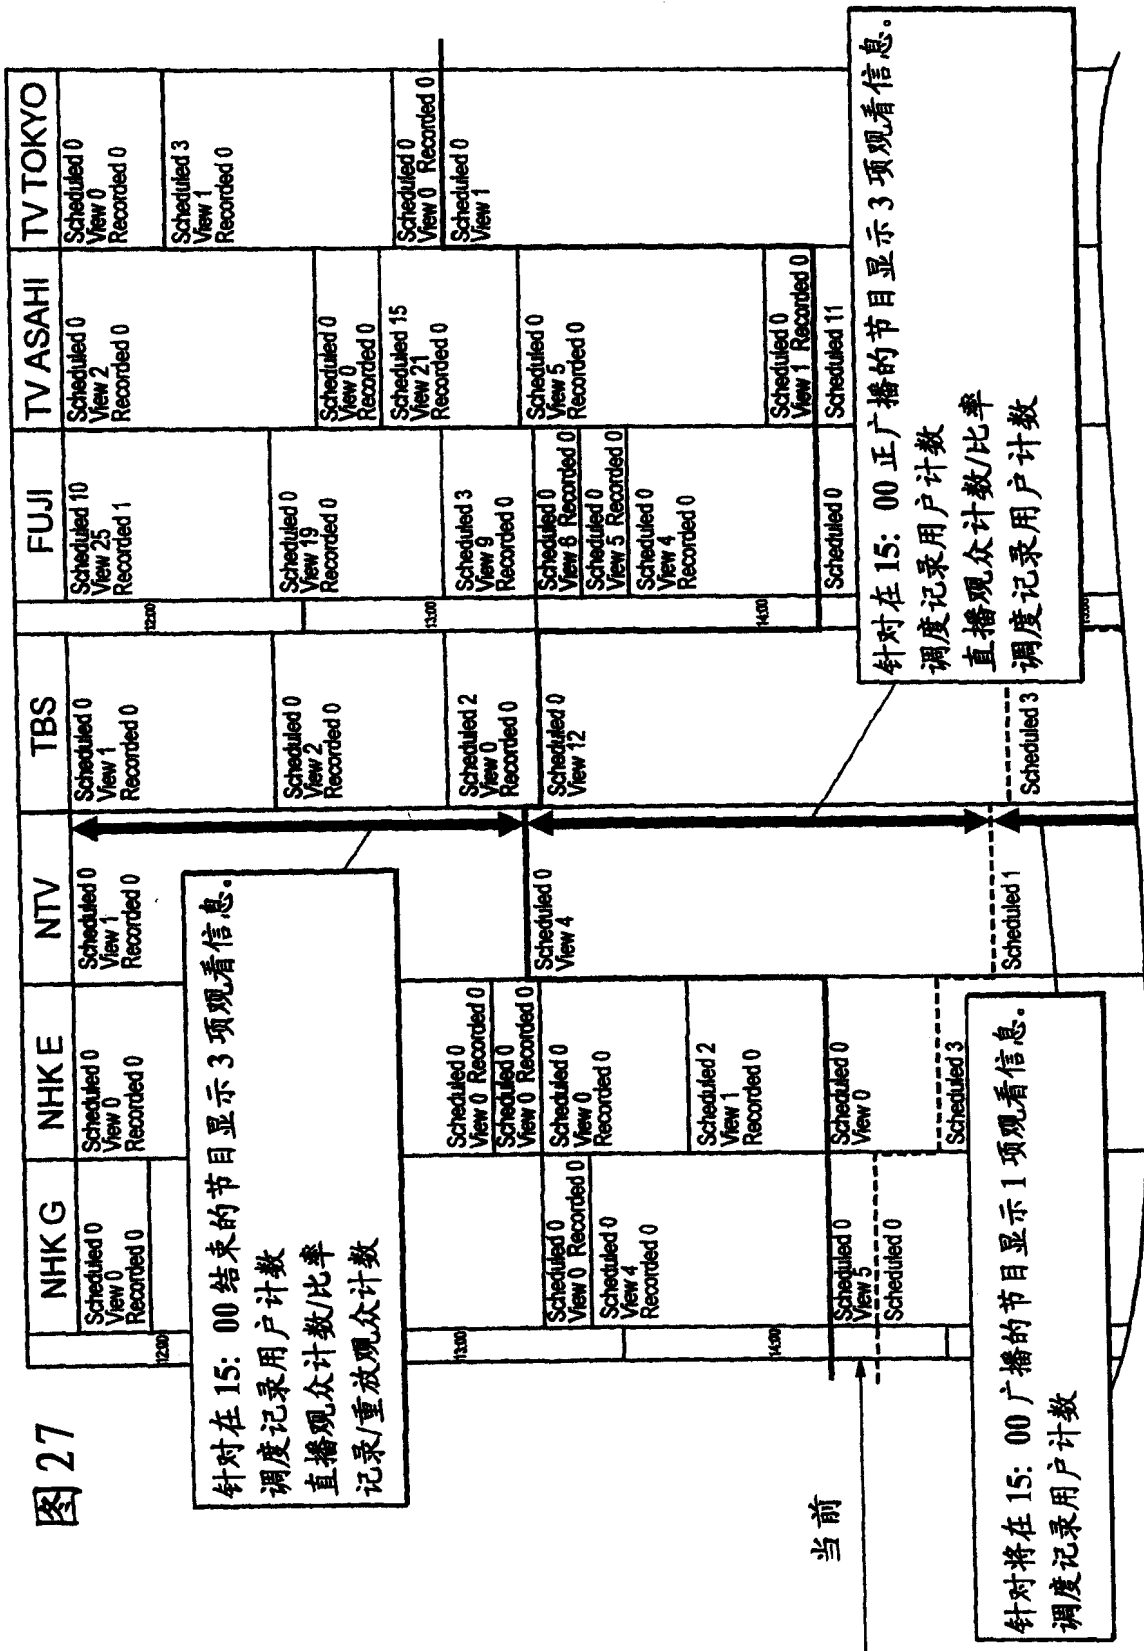 图 27
NHK G
NHK E
NTV
TBS
FUJI
TV ASAHI
TV TOKYO
12:00
13:00
14:00
Scheduled 0
View 0
Recorded 0
Scheduled 0
View 0 Recorded 0
Scheduled 0
View 4
Recorded 0
Scheduled 0
View 5
Scheduled 0
Scheduled 0
View 0
Recorded 0
Scheduled 0
View 0 Recorded 0
Scheduled 0
View 0 Recorded 0
Scheduled 0
View 0
Recorded 0
Scheduled 2
View 1
Recorded 0
Scheduled 0
View 0
Scheduled 3
Scheduled 0
View 1
Recorded 0
Scheduled 0
View 4
Scheduled 1
Scheduled 0
View 1
Recorded 0
Scheduled 0
View 2
Recorded 0
Scheduled 2
View 0
Recorded 0
Scheduled 0
View 12
Scheduled 3
12:00
13:00
14:00
Scheduled 10
View 25
Recorded 1
Scheduled 0
View 19
Recorded 0
Scheduled 3
View 9
Recorded 0
Scheduled 0
View 6 Recorded 0
Scheduled 0
View 5 Recorded 0
Scheduled 0
View 4
Recorded 0
Scheduled 0
Scheduled 0
View 2
Recorded 0
Scheduled 0
View 0
Recorded 0
Scheduled 15
View 21
Recorded 0
Scheduled 0
View 5
Recorded 0
Scheduled 0
View 1 Recorded 0
Scheduled 11
Scheduled 0
View 0
Recorded 0
Scheduled 3
View 1
Recorded 0
Scheduled 0
View 0 Recorded 0
Scheduled 0
View 1
针对在 15：00 结束的节目显示 3 项观看信息.
调度记录用户计数
直播观众计数/比率
记录/重放观众计数
针对在 15：00 正广播的节目显示 3 项观看信息.
调度记录用户计数
直播观众计数/比率
调度记录用户计数
当前
针对将在 15：00 广播的节目显示 1 项观看信息.
调度记录用户计数